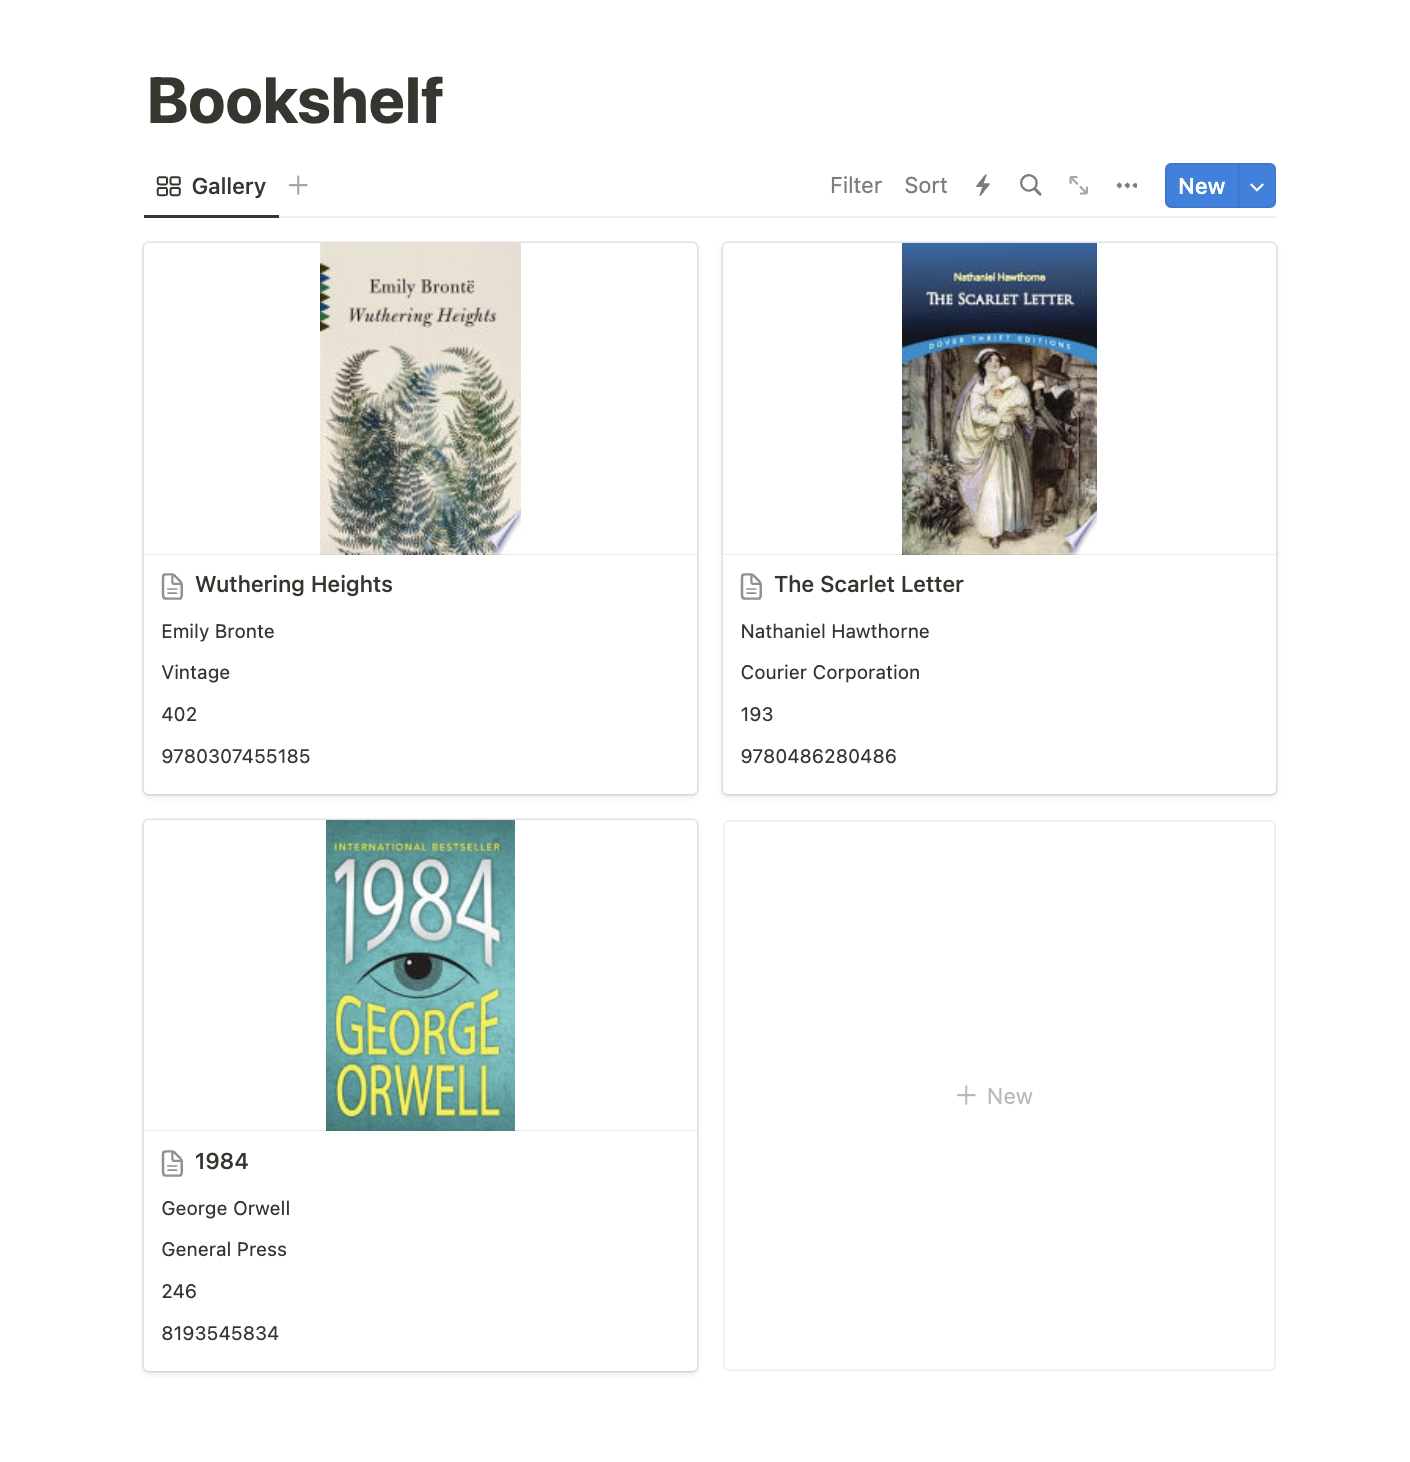 Bookshelf
Gallery
Filter Sort New
Emily Brontë
Wuthering Heights
Wuthering Heights
Emily Bronte
Vintage
402
9780307455185
Nathaniel Hawthorne
THE SCARLET LETTER
DOVER THRIFT EDITIONS
The Scarlet Letter
Nathaniel Hawthorne
Courier Corporation
193
9780486280486
INTERNATIONAL BESTSELLER
1984
GEORGE
ORWELL
1984
George Orwell
General Press
246
8193545834
New